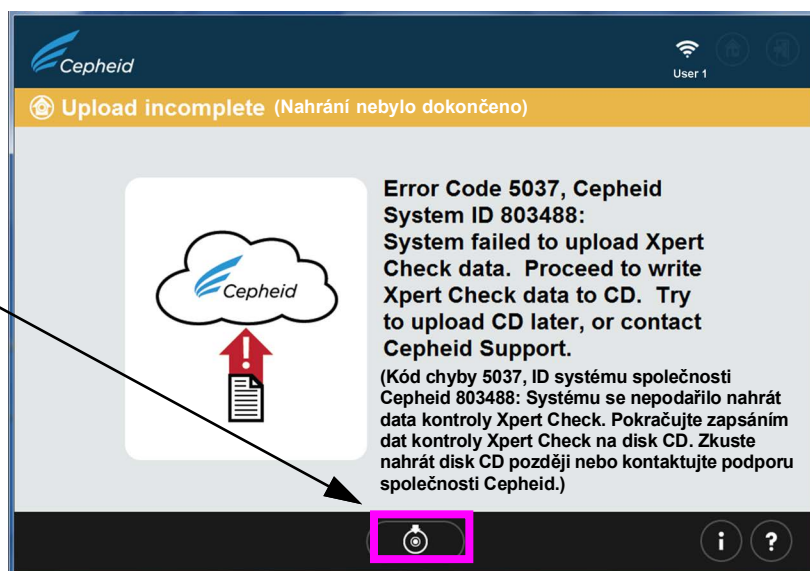 Cepheid
User 1
Upload incomplete (Nahrání nebylo dokončeno)
Error Code 5037, Cepheid
System ID 803488:
System failed to upload Xpert
Check data. Proceed to write
Xpert Check data to CD. Try
to upload CD later, or contact
Cepheid Support.
Cepheid
(Kód chyby 5037, ID systému společnosti
Cepheid 803488: Systému se nepodařilo nahrát
data kontroly Xpert Check. Pokračujte zapsáním
dat kontroly Xpert Check na disk CD. Zkuste
nahrát disk CD později nebo kontaktujte podporu
společnosti Cepheid.)
i ?